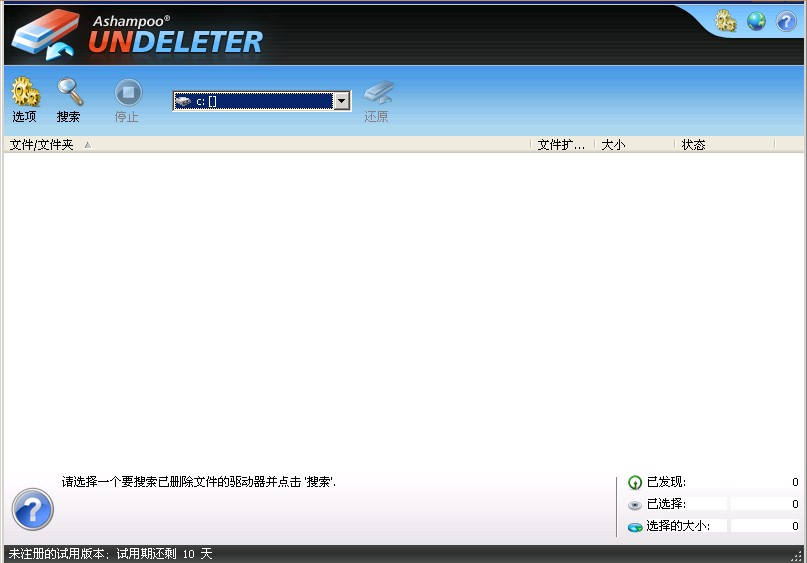 Ashampoo®
UNDELETER
选项 搜索 停止 c: [] 还原
文件/文件夹 文件扩... 大小 状态
请选择一个要搜索已删除文件的驱动器并点击 '搜索'.
已发现: 0
已选择: 0
选择的大小: 0
未注册的试用版本; 试用期还剩 10 天